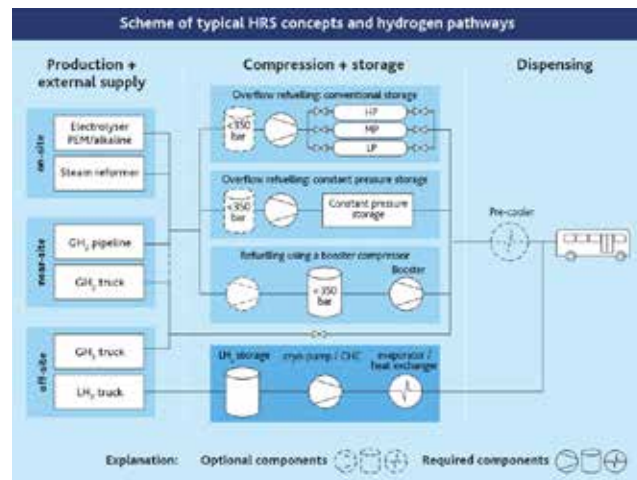 Scheme of typical HRS concepts and hydrogen pathways
Production +
external supply
Compression + storage
Dispensing
on-site
Electrolyser
PEM/alkaline
Steam reformer
near-site
GH₂ pipeline
GH₂ truck
off-site
GH₂ truck
LH₂ truck
Overflow refuelling: conventional storage
<350
bar
HP
MP
LP
Overflow refuelling: constant pressure storage
<350
bar
Constant pressure
storage
Refuelling using a booster compressor
<350
bar
Booster
LH₂ storage
cryo pump / CHC
evaporator /
heat exchanger
Pre-cooler
Explanation:
Optional components
Required components